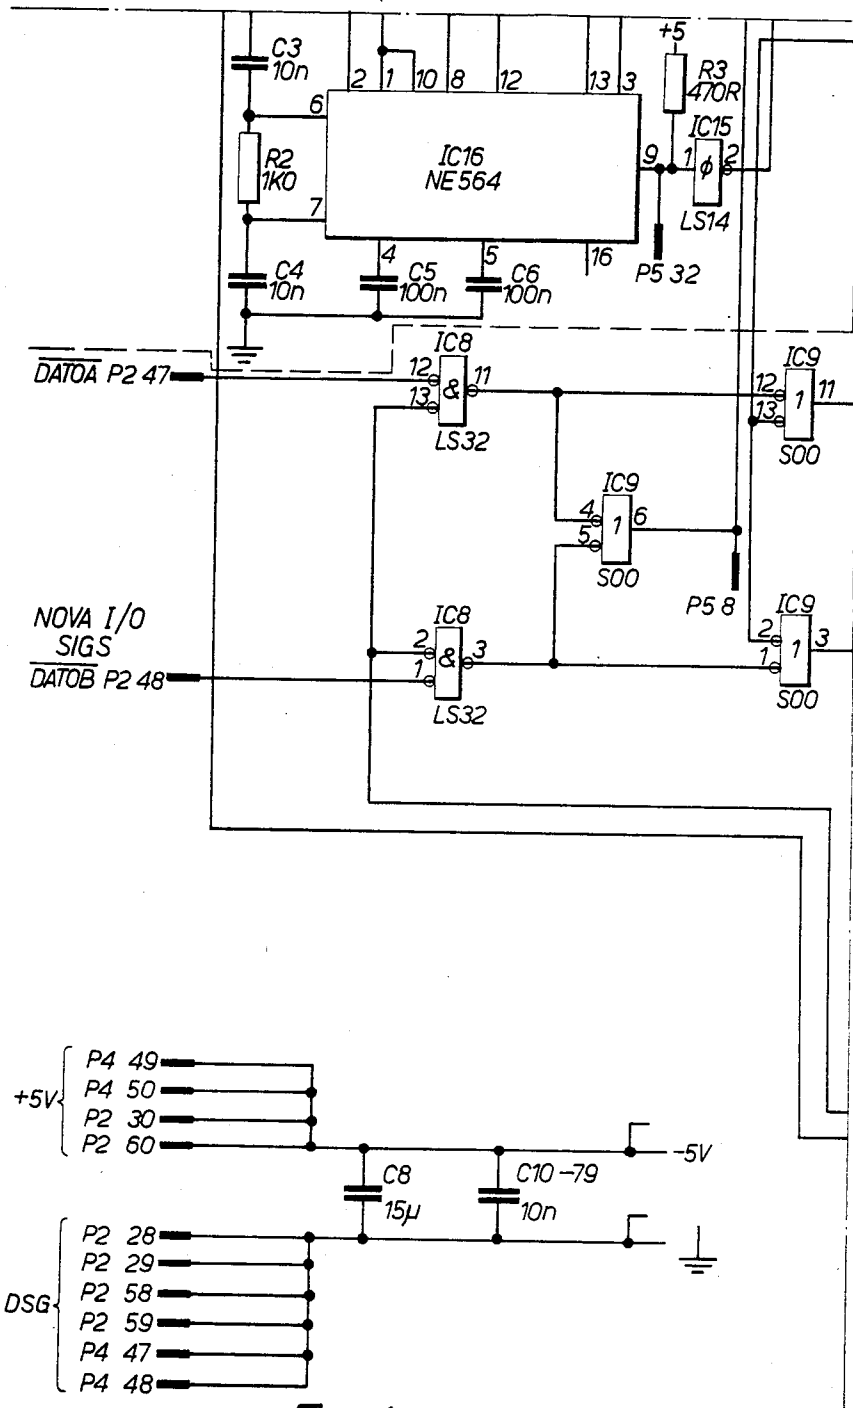 C3
10n
+5
R3
470R
2 1 10 8 12 13 3
6
IC16
NE564
9
IC15
1 φ 2
LS14
R2
1K0
7
4
5
16
P5 32
C4
10n
C5
100n
C6
100n
DATOA P2 47
IC8
12
13
&
11
LS32
IC9
12
13
1
11
S00
IC9
4
5
1
6
S00
P5 8
NOVA I/O
SIGS
DATOB P2 48
IC8
2
1
&
3
LS32
IC9
2
1
1
3
S00
+5V
P4 49
P4 50
P2 30
P2 60
-5V
C8
15µ
C10-79
10n
DSG
P2 28
P2 29
P2 58
P2 59
P4 47
P4 48